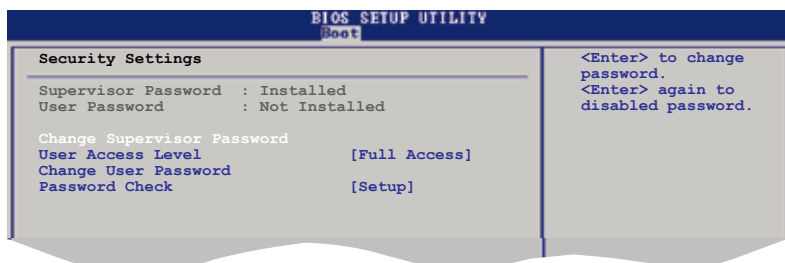 BIOS SETUP UTILITY
Boot
Security Settings
Supervisor Password : Installed
User Password : Not Installed
Change Supervisor Password
User Access Level [Full Access]
Change User Password
Password Check [Setup]
<Enter> to change
password.
<Enter> again to
disabled password.